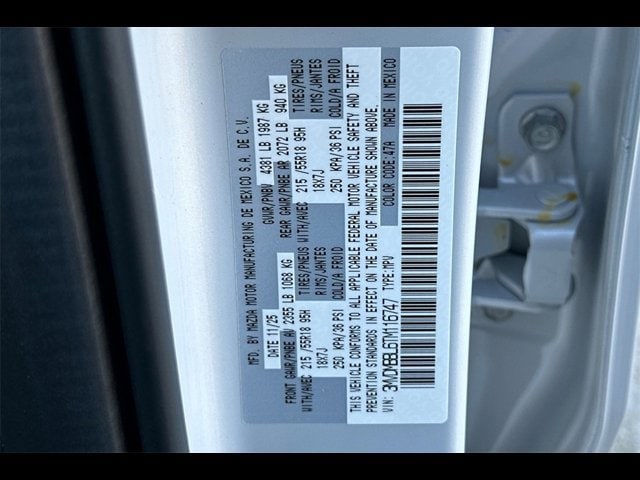 MFD. BY MAZDA MOTOR MANUFACTURING DE MEXICO S.A. DE C.V.
DATE 11/25 GVWR/PNBV 4381 LB 1987 KG
FRONT GAWR/PNBE AV 2355 LB 1068 KG REAR GAWR/PNBE AR 2072 LB 940 KG
WITH/AVEC 215 /55R18 95H TIRES/PNEUS WITH/AVEC 215 /55R18 95H TIRES/PNEUS
18X7J RIMS/JANTES 18X7J RIMS/JANTES
250 KPA/36 PSI COLD/A FROID 250 KPA/36 PSI COLD/A FROID
THIS VEHICLE CONFORMS TO ALL APPLICABLE FEDERAL MOTOR VEHICLE SAFETY AND THEFT
PREVENTION STANDARDS IN EFFECT ON THE DATE OF MANUFACTURE SHOWN ABOVE.
VIN: TYPE:MPV COLOR CODE:47A MADE IN MEXICO